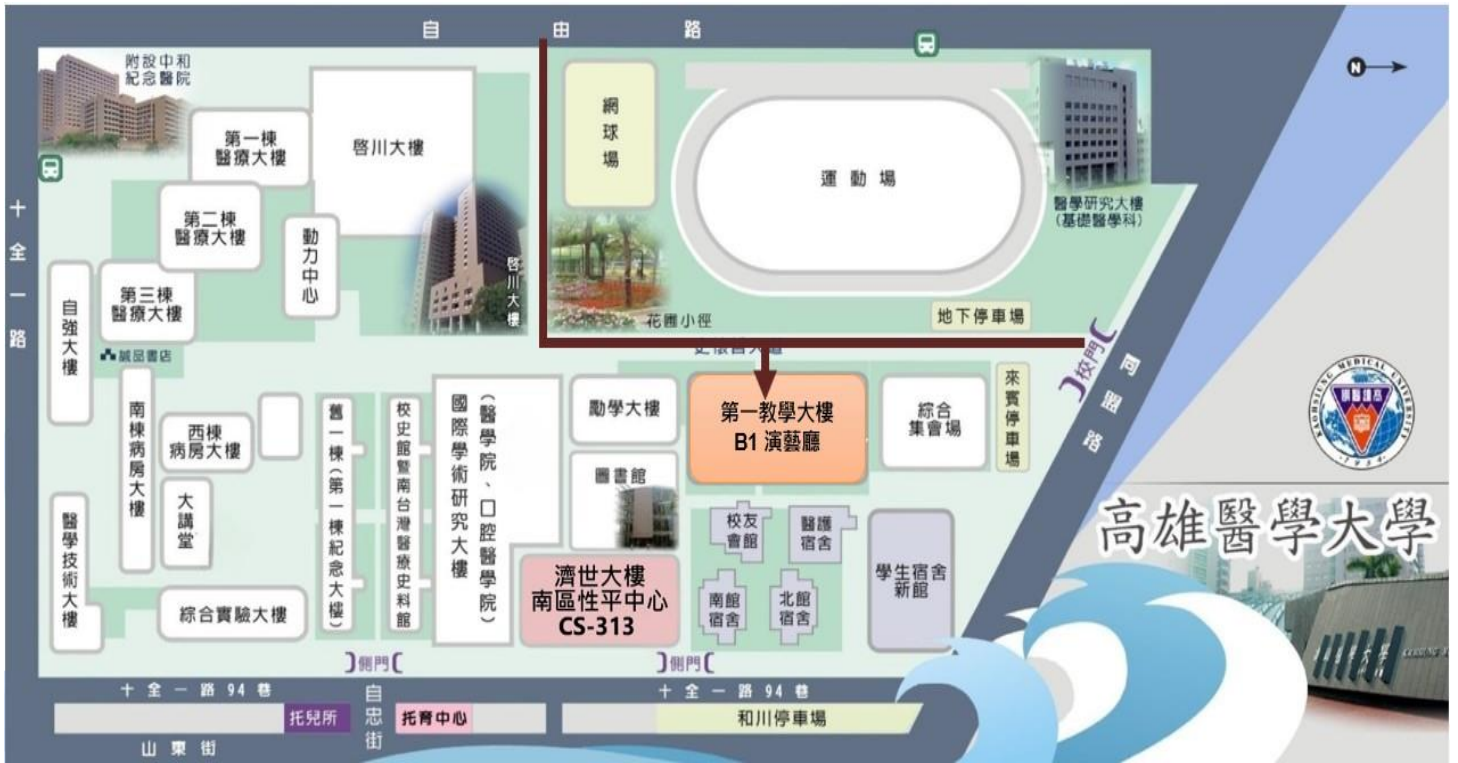 自由路
附設中和
紀念醫院
第一棟
醫療大樓
啓川大樓
網球場
運動場
醫學研究大樓
(基礎醫學科)
N
十全一路
第二棟
醫療大樓
動力中心
啓川大樓
第三棟
醫療大樓
自強大樓
誠品書店
花圃小徑
地下停車場
校門
同盟路
南棟病房大樓
西棟
病房大樓
大講堂
醫學技術大樓
綜合實驗大樓
舊一棟(第一棟紀念大樓)
校史館暨南台灣醫療史料館
國際學術研究大樓
(醫學院、口腔醫學院)
勵學大樓
圖書館
第一教學大樓
B1 演藝廳
綜合
集會場
來賓停車場
濟世大樓
南區性平中心
CS-313
校友
會館
醫護
宿舍
南館
宿舍
北館
宿舍
學生宿舍
新館
側門
側門
十全一路94巷
十全一路94巷
托兒所
自忠街
托育中心
和川停車場
山東街
KAOHSIUNG MEDICAL UNIVERSITY
1954
高雄醫學大學